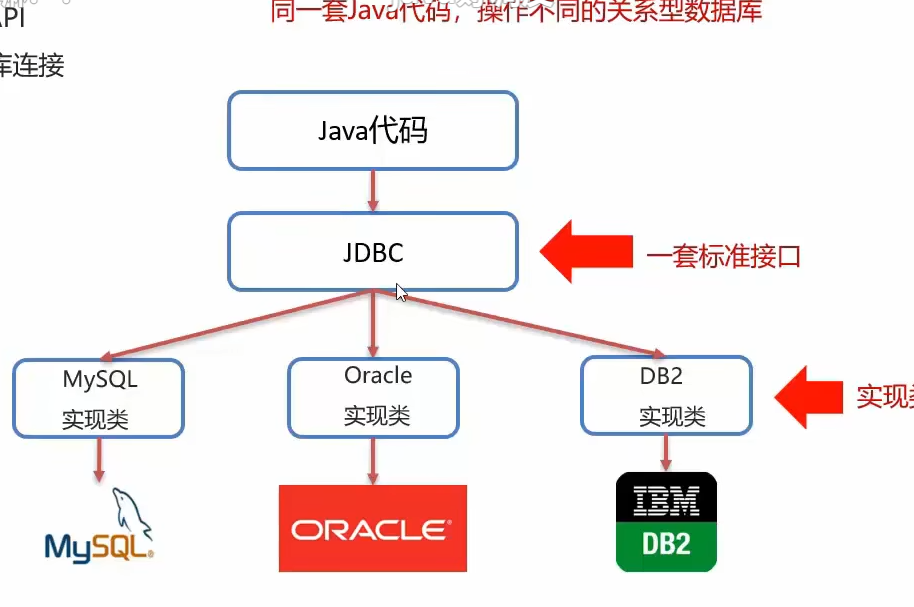 API
同一套Java代码，操作不同的关系型数据库
库连接
Java代码
JDBC
一套标准接口
MySQL
实现类
Oracle
实现类
DB2
实现类
实现类
MySQL®
ORACLE®
IBM
DB2